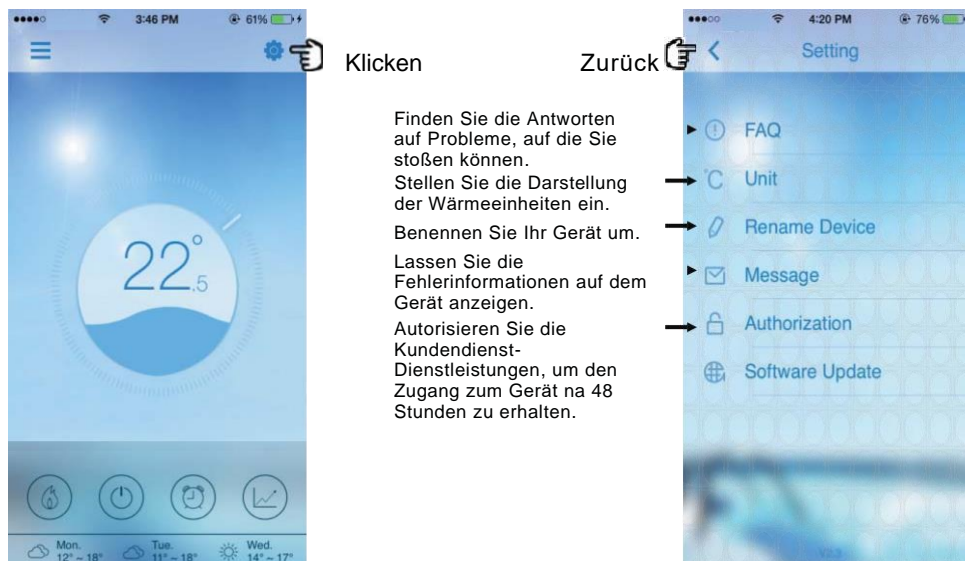 3:46 PM
61%
22°.5
Mon.
12° ~ 18°
Tue.
11° ~ 18°
Wed.
14° ~ 17°
Klicken
Zurück
Finden Sie die Antworten
auf Probleme, auf die Sie
stoßen können.
Stellen Sie die Darstellung
der Wärmeeinheiten ein.
Benennen Sie Ihr Gerät um.
Lassen Sie die
Fehlerinformationen auf dem
Gerät anzeigen.
Autorisieren Sie die
Kundendienst-
Dienstleistungen, um den
Zugang zum Gerät na 48
Stunden zu erhalten.
4:20 PM
76%
Setting
FAQ
°C Unit
Rename Device
Message
Authorization
Software Update